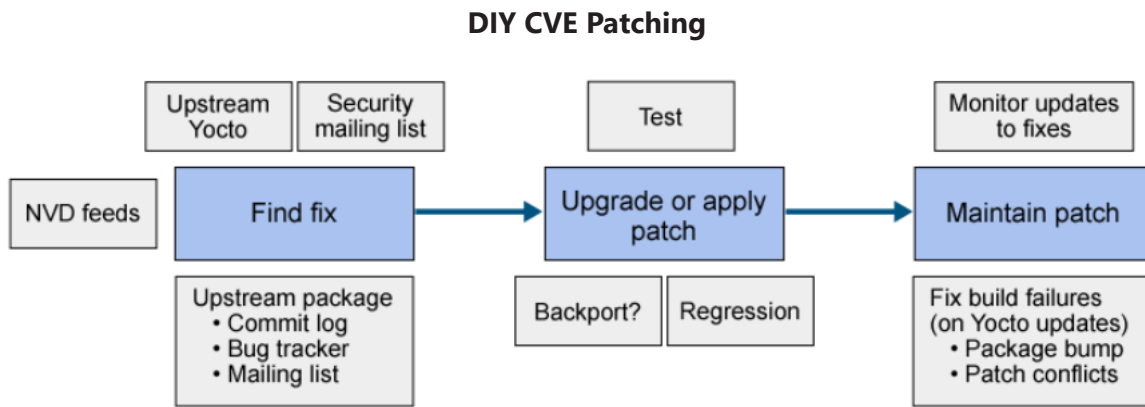 DIY CVE Patching
Upstream
Yocto
Security
mailing list
Test
Monitor updates
to fixes
NVD feeds
Find fix
Upgrade or apply
patch
Maintain patch
Upstream package
• Commit log
• Bug tracker
• Mailing list
Backport?
Regression
Fix build failures
(on Yocto updates)
• Package bump
• Patch conflicts